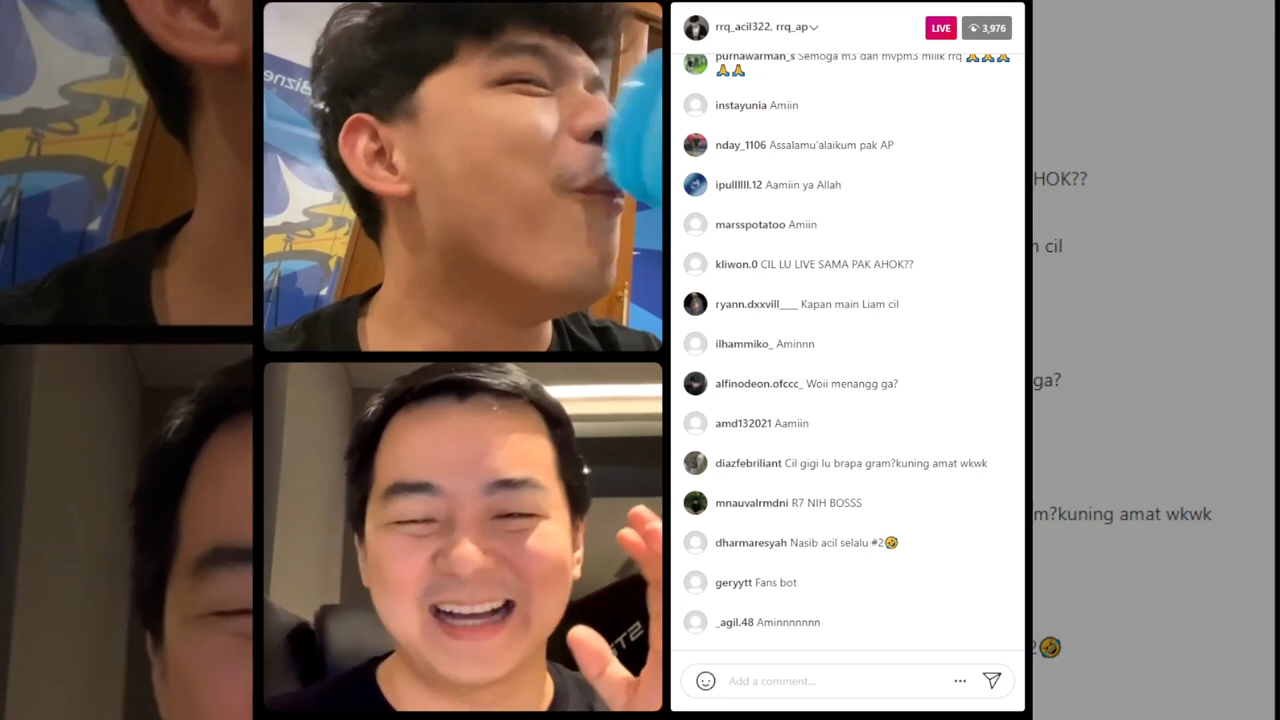 rrq_acil322, rrq_ap
LIVE
3,976
purnawarman_s Semoga m3 dan mvpm3 milik rrq 🙏🙏🙏
🙏🙏
instayunia Amiin
nday_1106 Assalamu'alaikum pak AP
ipullllll.12 Aamiin ya Allah
marsspotatoo Amiin
kliwon.0 CIL LU LIVE SAMA PAK AHOK??
ryann.dxxvill____ Kapan main Liam cil
ilhammiko_ Aminnn
alfinodeon.ofccc_ Woii menangg ga?
amd132021 Aamiin
diazfebriliant Cil gigi lu brapa gram?kuning amat wkwk
mnauvalrmdni R7 NIH BOSSS
dharmaresyah Nasib acil selalu #2🤣
geryytt Fans bot
_agil.48 Aminnnnnnn
Add a comment...
HOK??
cil
ga?
m?kuning amat wkwk
2🤣